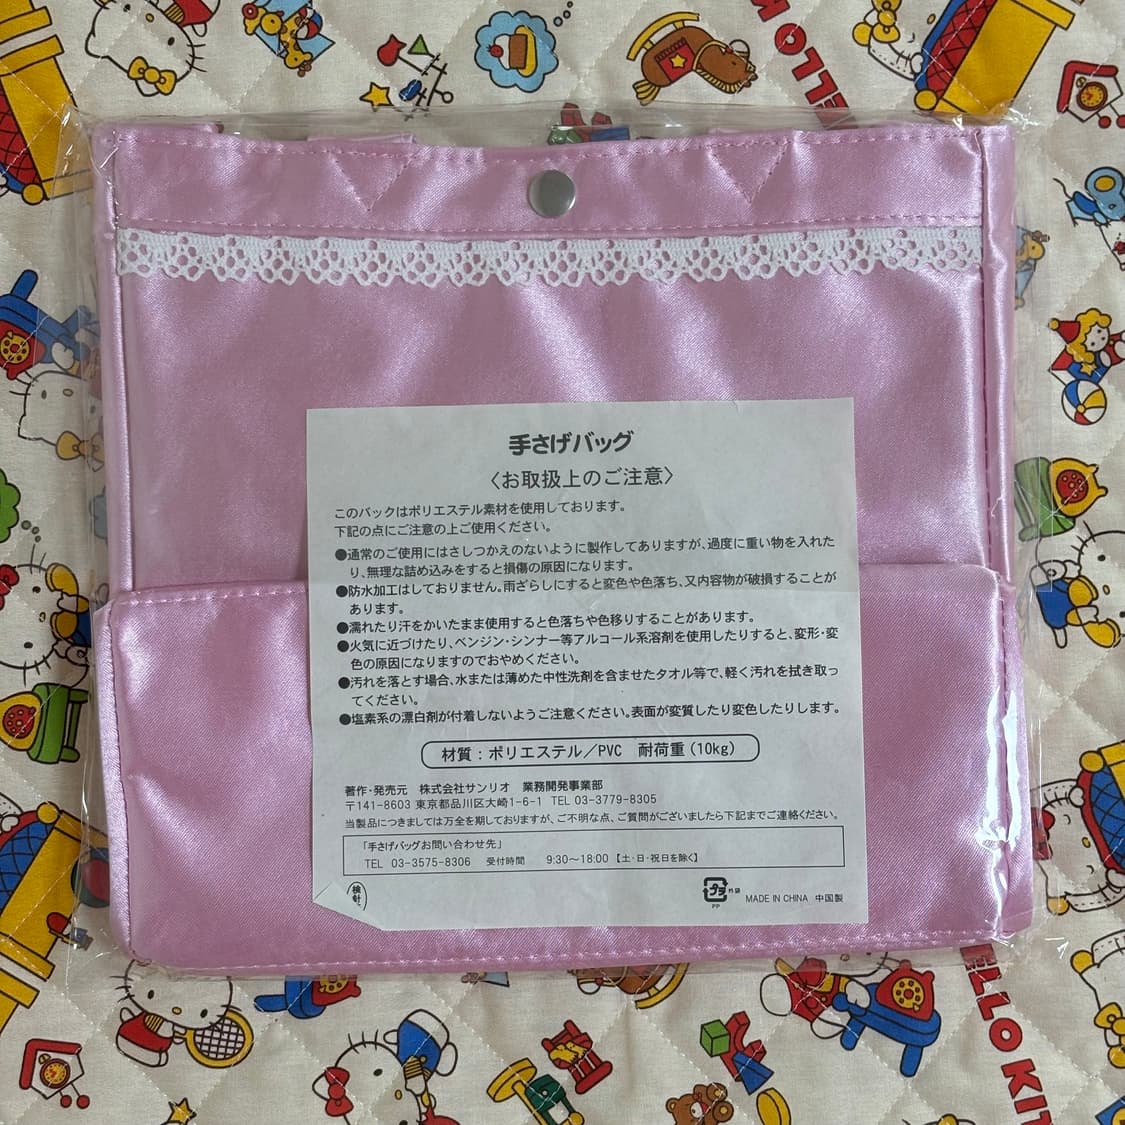 HELLO
手さげバッグ
〈お取扱上のご注意〉
このバックはポリエステル素材を使用しております。
下記の点にご注意の上ご使用ください。
●通常のご使用にはさしつかえのないように製作してありますが、過度に重い物を入れた
り、無理な詰め込みをすると損傷の原因になります。
●防水加工はしておりません。雨ざらしにすると変色や色落ち、又内容物が破損することが
あります。
●濡れたり汗をかいたまま使用すると色落ちや色移りすることがあります。
●火気に近づけたり、ベンジン・シンナー等アルコール系溶剤を使用したりすると、変形・変
色の原因になりますのでおやめください。
●汚れを落とす場合、水または薄めた中性洗剤を含ませたタオル等で、軽く汚れを拭き取っ
てください。
●塩素系の漂白剤が付着しないようご注意ください。表面が変質したり変色したりします。
材質：ポリエステル／PVC 耐荷重（10kg）
著作・発売元 株式会社サンリオ 業務開発事業部
〒141-8603 東京都品川区大崎1-6-1 TEL 03-3779-8305
当製品につきましては万全を期しておりますが、ご不明な点、ご質問がございましたら下記までご連絡ください。
「手さげバッグお問い合わせ先」
TEL 03-3575-8306 受付時間 9:30〜18:00【土・日・祝日を除く】
検針
プラ 外袋
PP
MADE IN CHINA 中国製
ELLO KIT